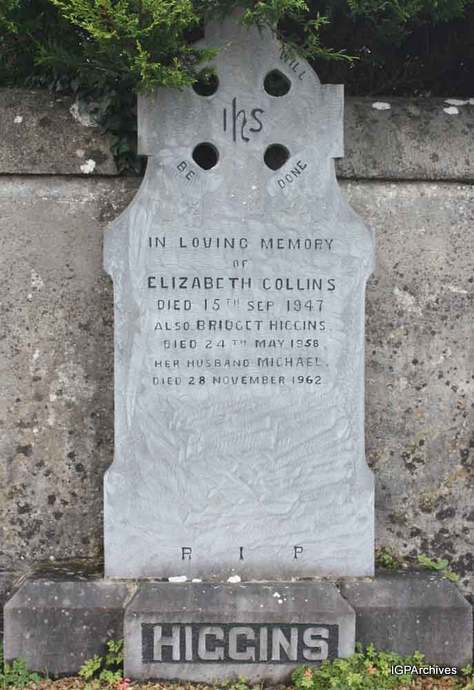 WILL
ihs
BE DONE
IN LOVING MEMORY
OF
ELIZABETH COLLINS
DIED 15TH SEP 1947
ALSO BRIDGET HIGGINS
DIED 24TH MAY 1956
HER HUSBAND MICHAEL.
DIED 28 NOVEMBER 1962
R I P
HIGGINS
IGPArchives